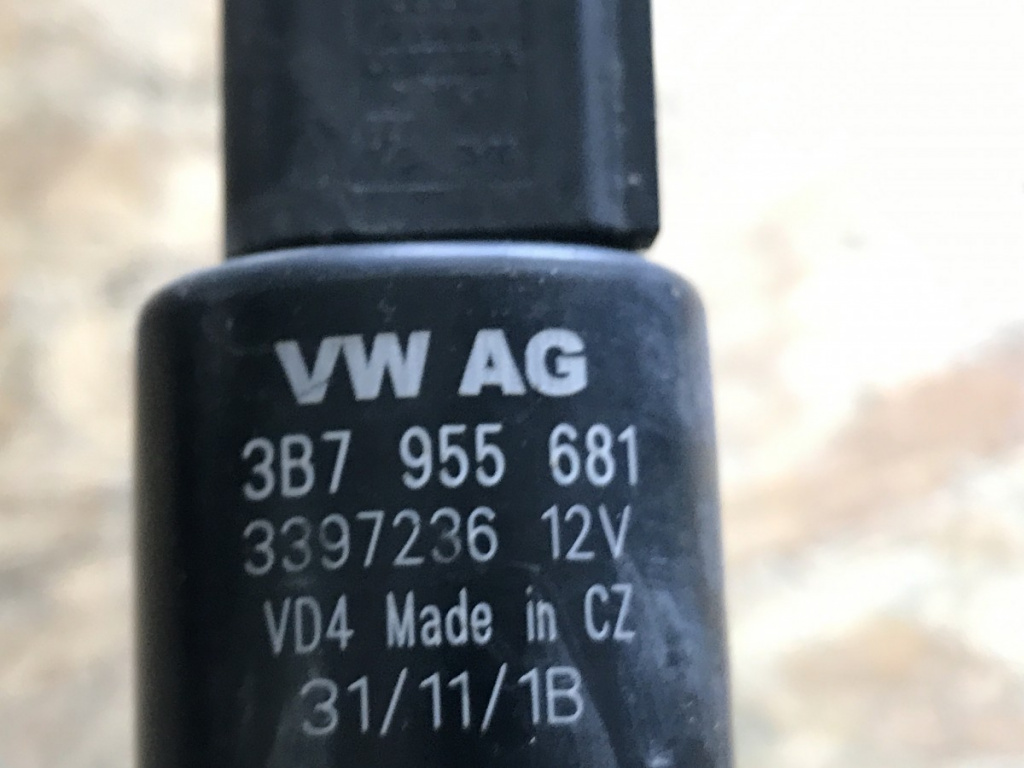 VW AG
3B7 955 681
3397236 12V
VD4 Made in CZ
31/11/1B